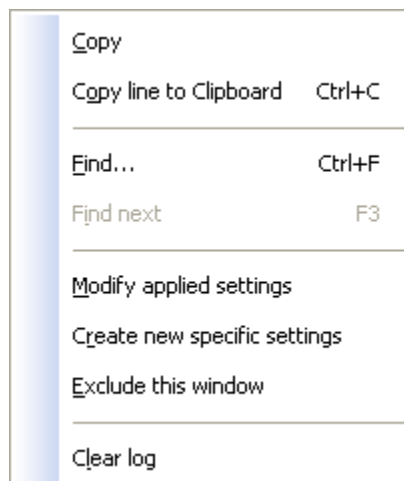 Copy
Copy line to Clipboard Ctrl+C
Find... Ctrl+F
Find next F3
Modify applied settings
Create new specific settings
Exclude this window
Clear log